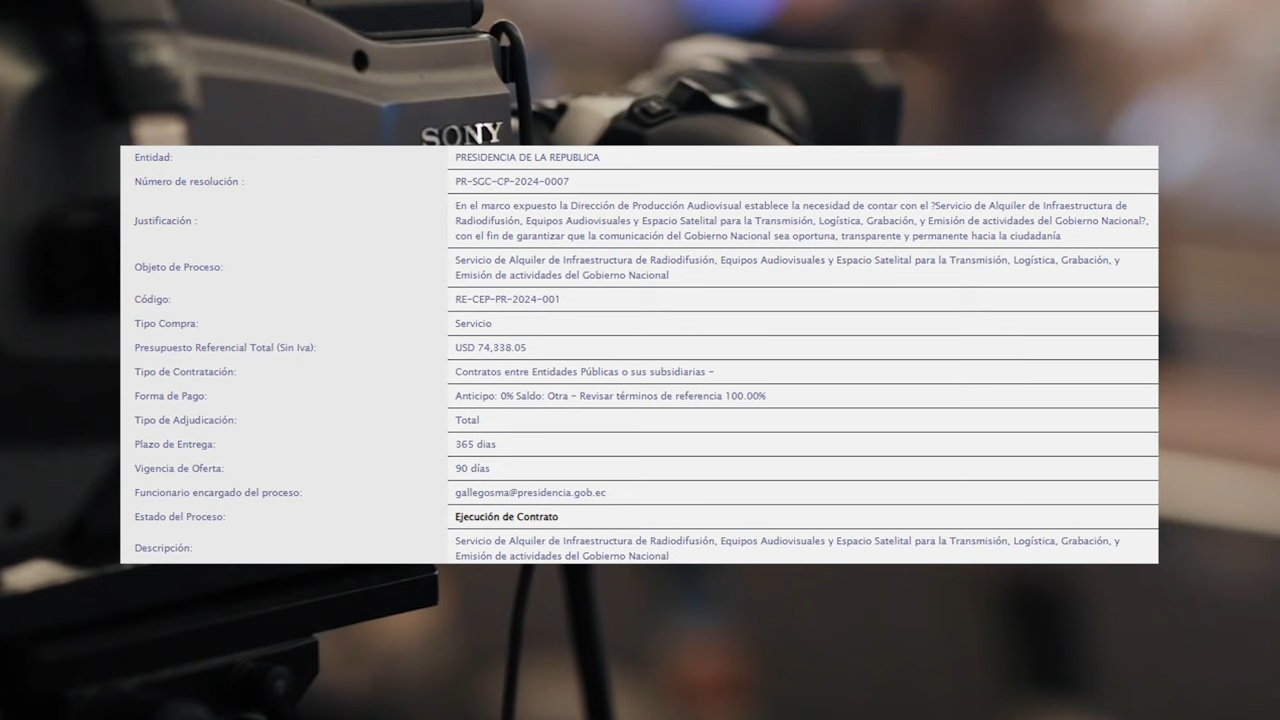 SONY
Entidad: PRESIDENCIA DE LA REPUBLICA
Número de resolución : PR-SGC-CP-2024-0007
Justificación : En el marco expuesto la Dirección de Producción Audiovisual establece la necesidad de contar con el ?Servicio de Alquiler de Infraestructura de
Radiodifusión, Equipos Audiovisuales y Espacio Satelital para la Transmisión, Logística, Grabación, y Emisión de actividades del Gobierno Nacional?,
con el fin de garantizar que la comunicación del Gobierno Nacional sea oportuna, transparente y permanente hacia la ciudadanía
Objeto de Proceso: Servicio de Alquiler de Infraestructura de Radiodifusión, Equipos Audiovisuales y Espacio Satelital para la Transmisión, Logística, Grabación, y
Emisión de actividades del Gobierno Nacional
Código: RE-CEP-PR-2024-001
Tipo Compra: Servicio
Presupuesto Referencial Total (Sin Iva): USD 74,338.05
Tipo de Contratación: Contratos entre Entidades Públicas o sus subsidiarias -
Forma de Pago: Anticipo: 0% Saldo: Otra - Revisar términos de referencia 100.00%
Tipo de Adjudicación: Total
Plazo de Entrega: 365 dias
Vigencia de Oferta: 90 días
Funcionario encargado del proceso: gallegosma@presidencia.gob.ec
Estado del Proceso: Ejecución de Contrato
Descripción: Servicio de Alquiler de Infraestructura de Radiodifusión, Equipos Audiovisuales y Espacio Satelital para la Transmisión, Logística, Grabación, y
Emisión de actividades del Gobierno Nacional